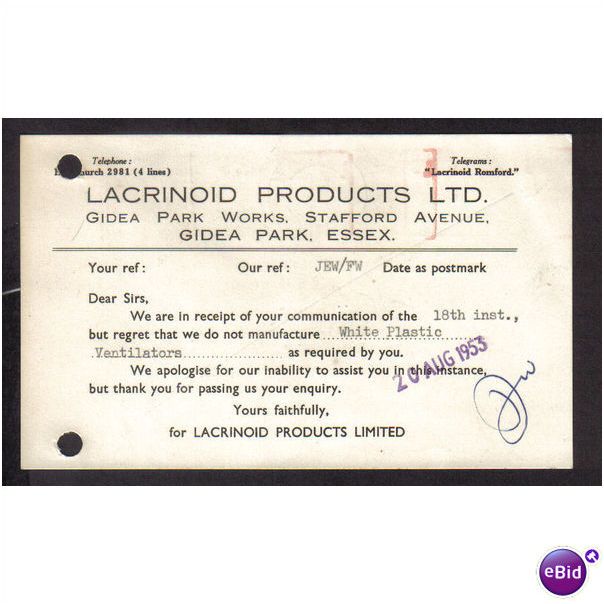 Telephone :
church 2981 (4 lines)
Telegrams :
"Lacrinoid Romford."
LACRINOID PRODUCTS LTD.
GIDEA PARK WORKS, STAFFORD AVENUE,
GIDEA PARK, ESSEX.
Your ref : Our ref : JEW/FW Date as postmark
Dear Sirs,
We are in receipt of your communication of the 18th inst.,
but regret that we do not manufacture White Plastic
Ventilators as required by you.
We apologise for our inability to assist you in this instance,
but thank you for passing us your enquiry.
20 AUG 1953
Yours faithfully,
for LACRINOID PRODUCTS LIMITED
eBid